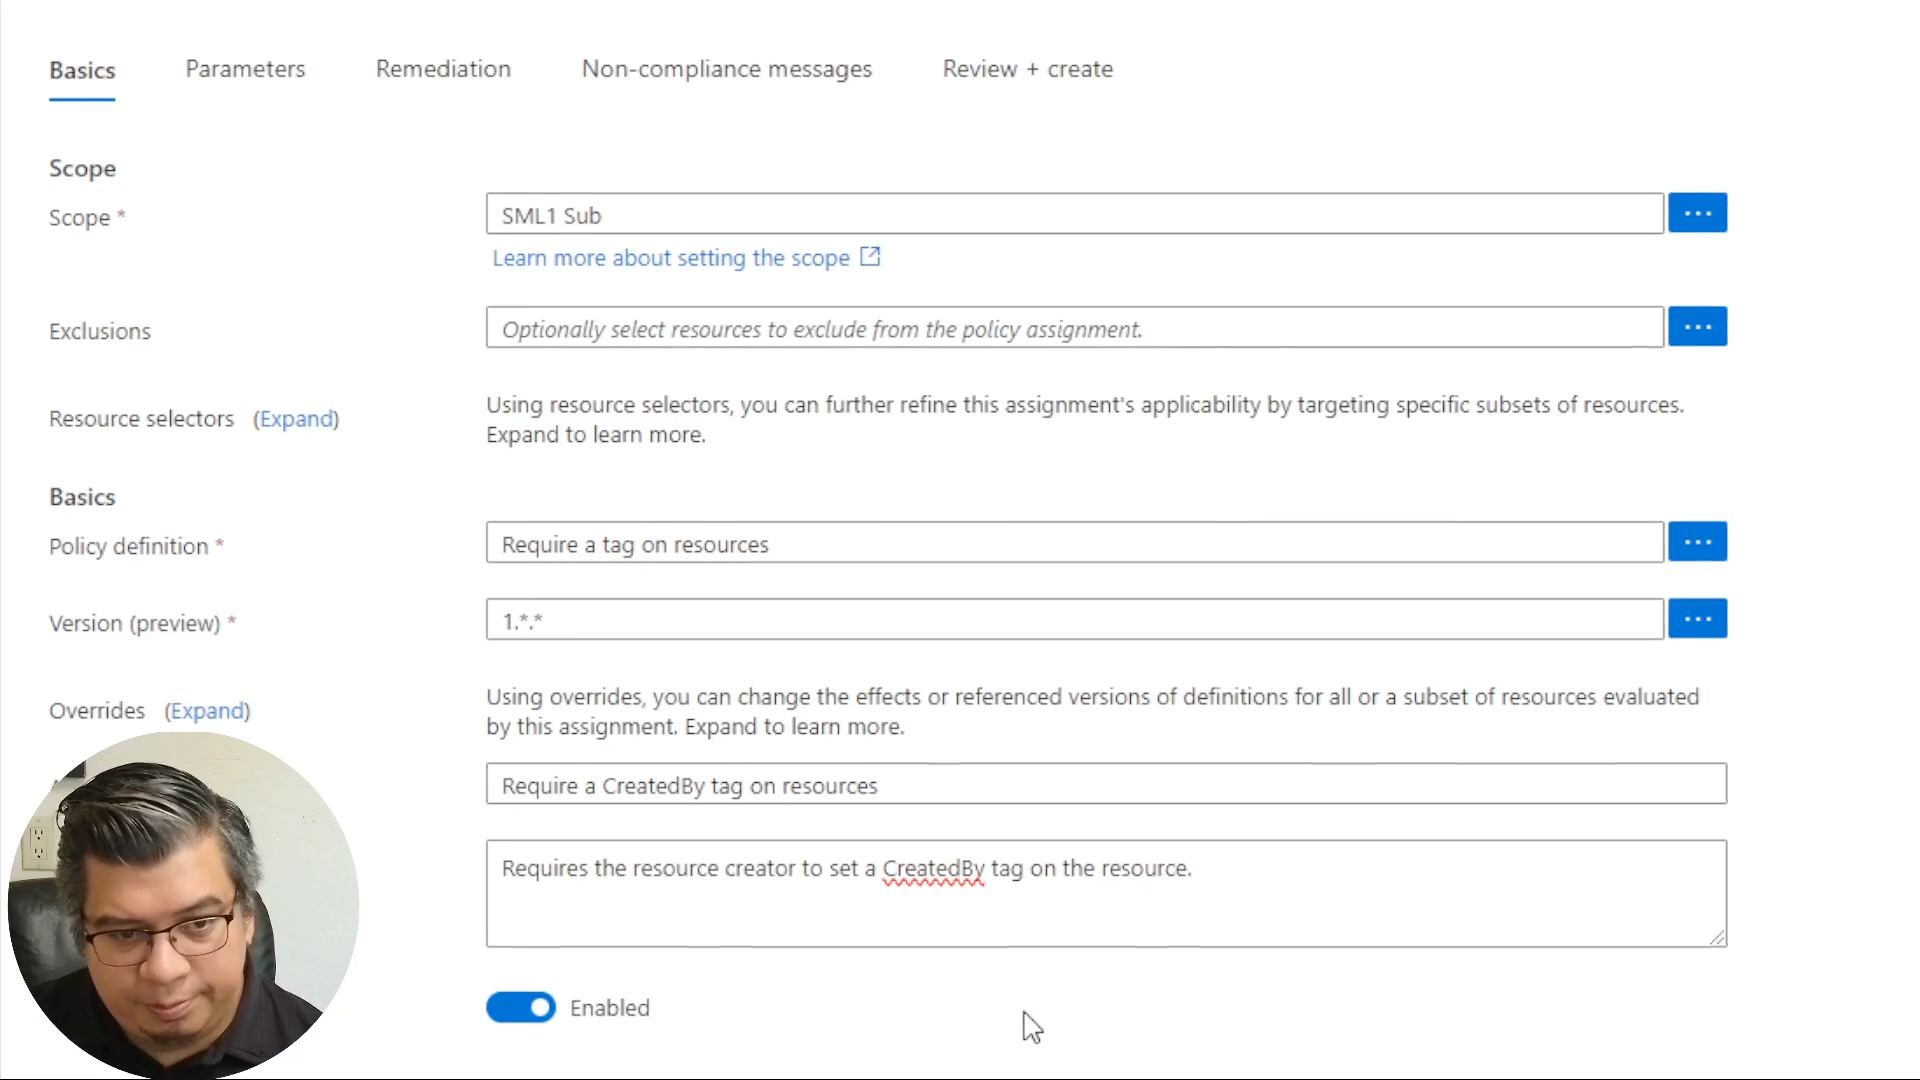 Basics Parameters Remediation Non-compliance messages Review + create
Scope
Scope *
SML1 Sub
Learn more about setting the scope
Exclusions
Optionally select resources to exclude from the policy assignment.
Resource selectors (Expand)
Using resource selectors, you can further refine this assignment's applicability by targeting specific subsets of resources.
Expand to learn more.
Basics
Policy definition *
Require a tag on resources
Version (preview) *
1.*.*
Overrides (Expand)
Using overrides, you can change the effects or referenced versions of definitions for all or a subset of resources evaluated
by this assignment. Expand to learn more.
Require a CreatedBy tag on resources
Requires the resource creator to set a CreatedBy tag on the resource.
Enabled